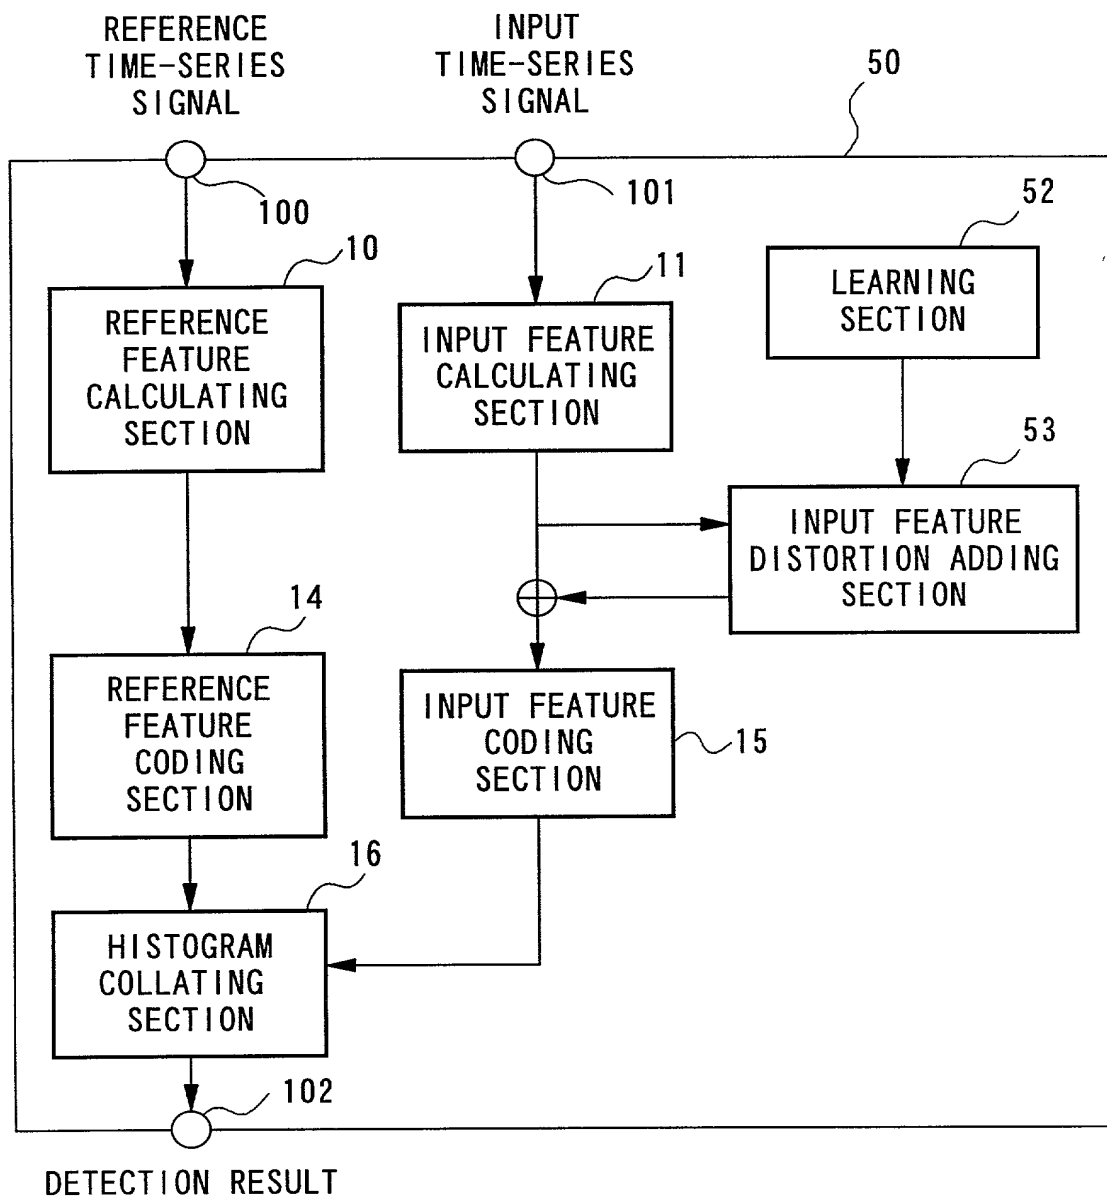 REFERENCE
TIME-SERIES
SIGNAL
INPUT
TIME-SERIES
SIGNAL
50
100
101
52
10
11
REFERENCE
FEATURE
CALCULATING
SECTION
INPUT FEATURE
CALCULATING
SECTION
LEARNING
SECTION
53
INPUT FEATURE
DISTORTION ADDING
SECTION
14
REFERENCE
FEATURE
CODING
SECTION
INPUT FEATURE
CODING
SECTION
15
16
HISTOGRAM
COLLATING
SECTION
102
DETECTION RESULT